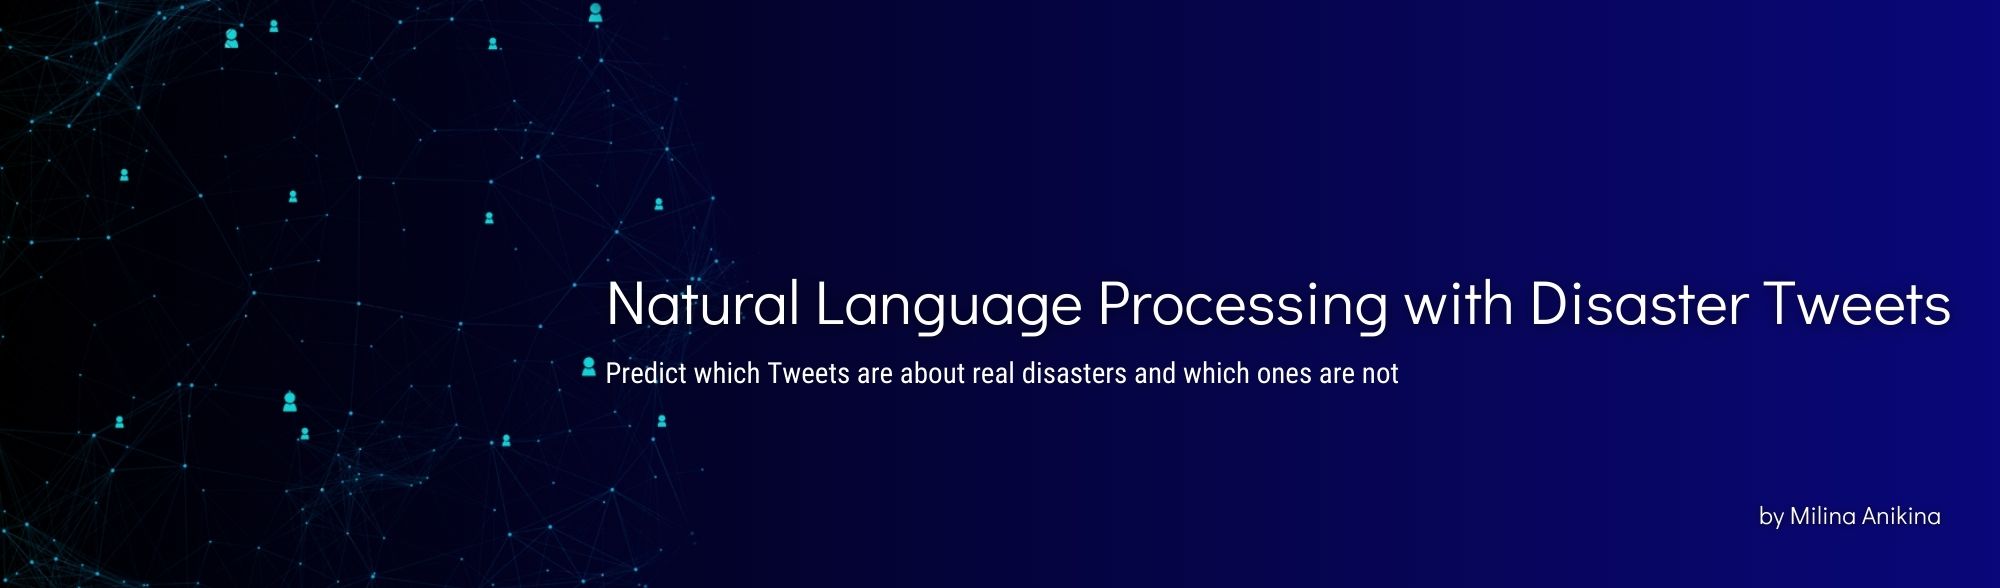 Natural Language Processing with Disaster Tweets
Predict which Tweets are about real disasters and which ones are not
by Milina Anikina